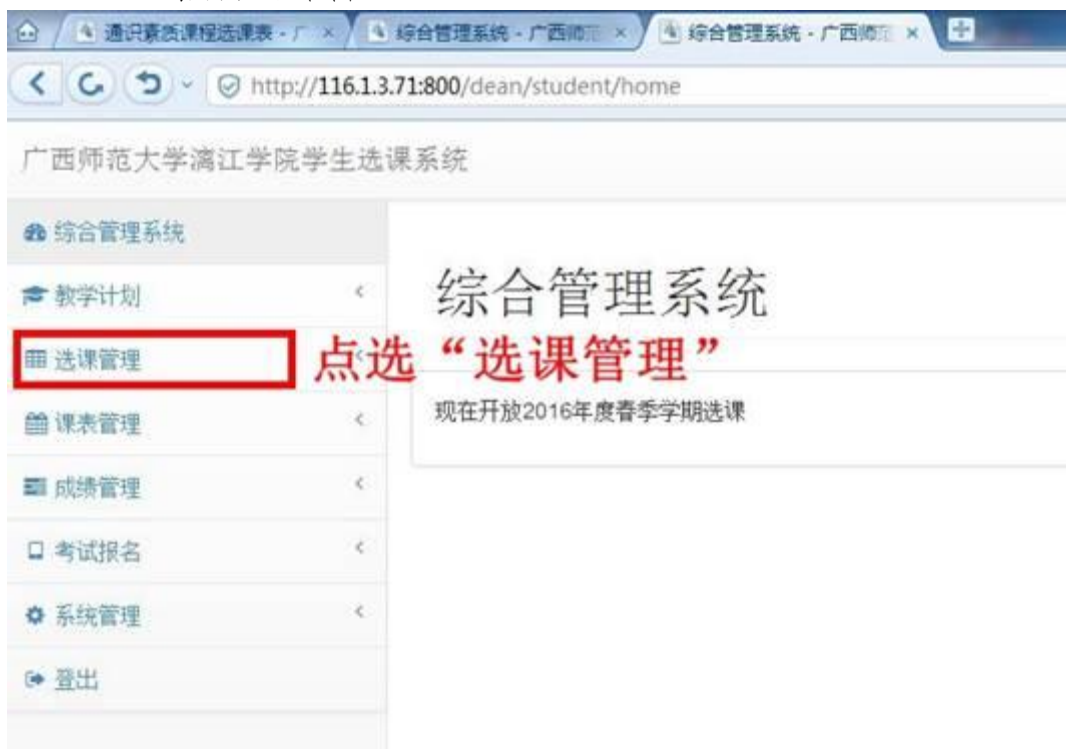 通识素质课程选课表 - 广
综合管理系统 - 广西师范
综合管理系统 - 广西师范
http://116.1.3.71:800/dean/student/home
广西师范大学漓江学院学生选课系统
综合管理系统
教学计划
选课管理
课表管理
成绩管理
考试报名
系统管理
登出
综合管理系统
点选“选课管理”
现在开放2016年度春季学期选课